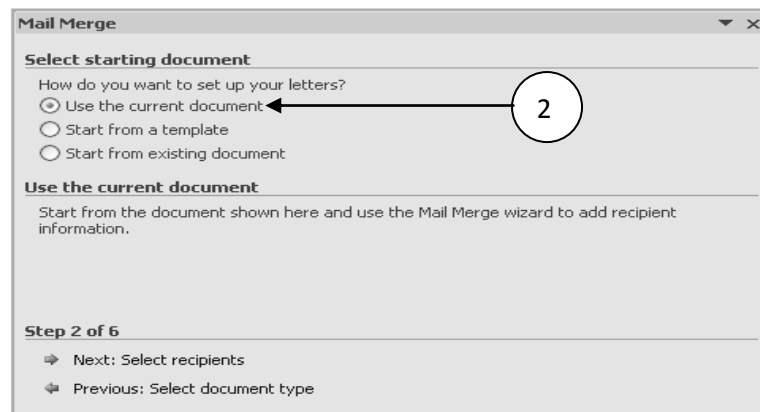 Mail Merge
Select starting document
How do you want to set up your letters?
Use the current document
2
Start from a template
Start from existing document
Use the current document
Start from the document shown here and use the Mail Merge wizard to add recipient
information.
Step 2 of 6
Next: Select recipients
Previous: Select document type